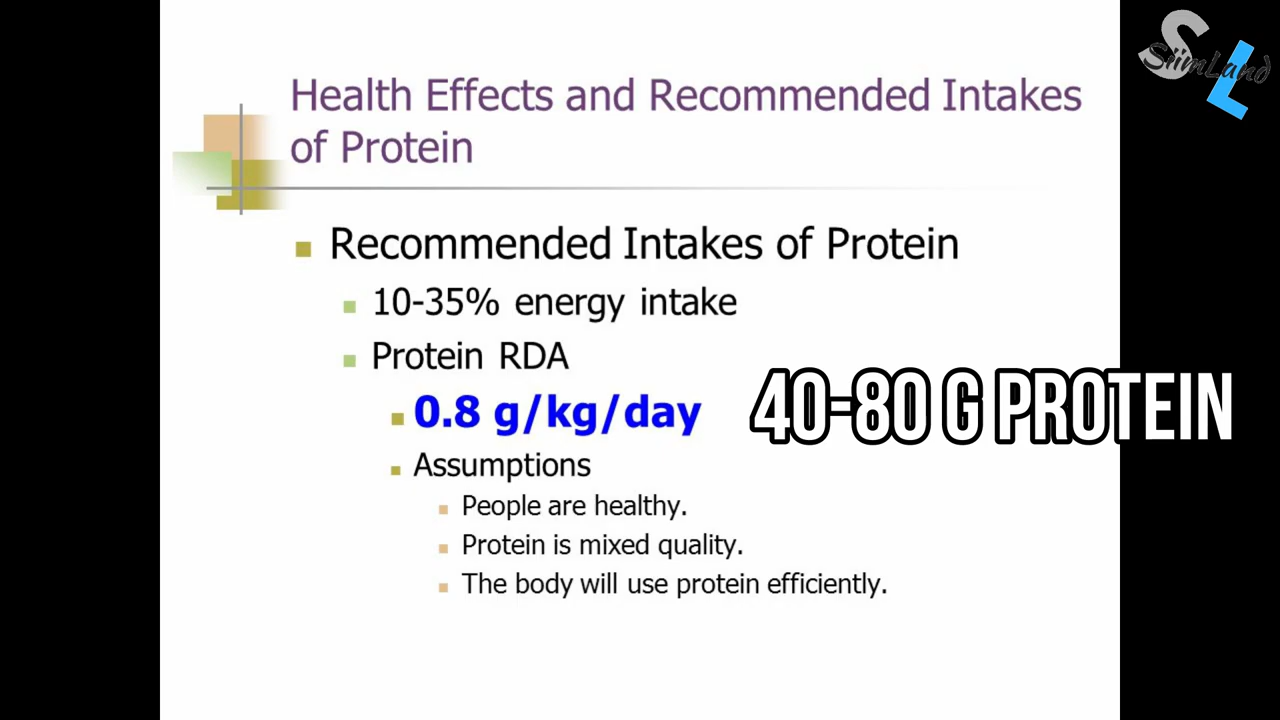 S
L
SiimLand
Health Effects and Recommended Intakes
of Protein
Recommended Intakes of Protein
10-35% energy intake
Protein RDA
0.8 g/kg/day
40-80 G PROTEIN
Assumptions
People are healthy.
Protein is mixed quality.
The body will use protein efficiently.